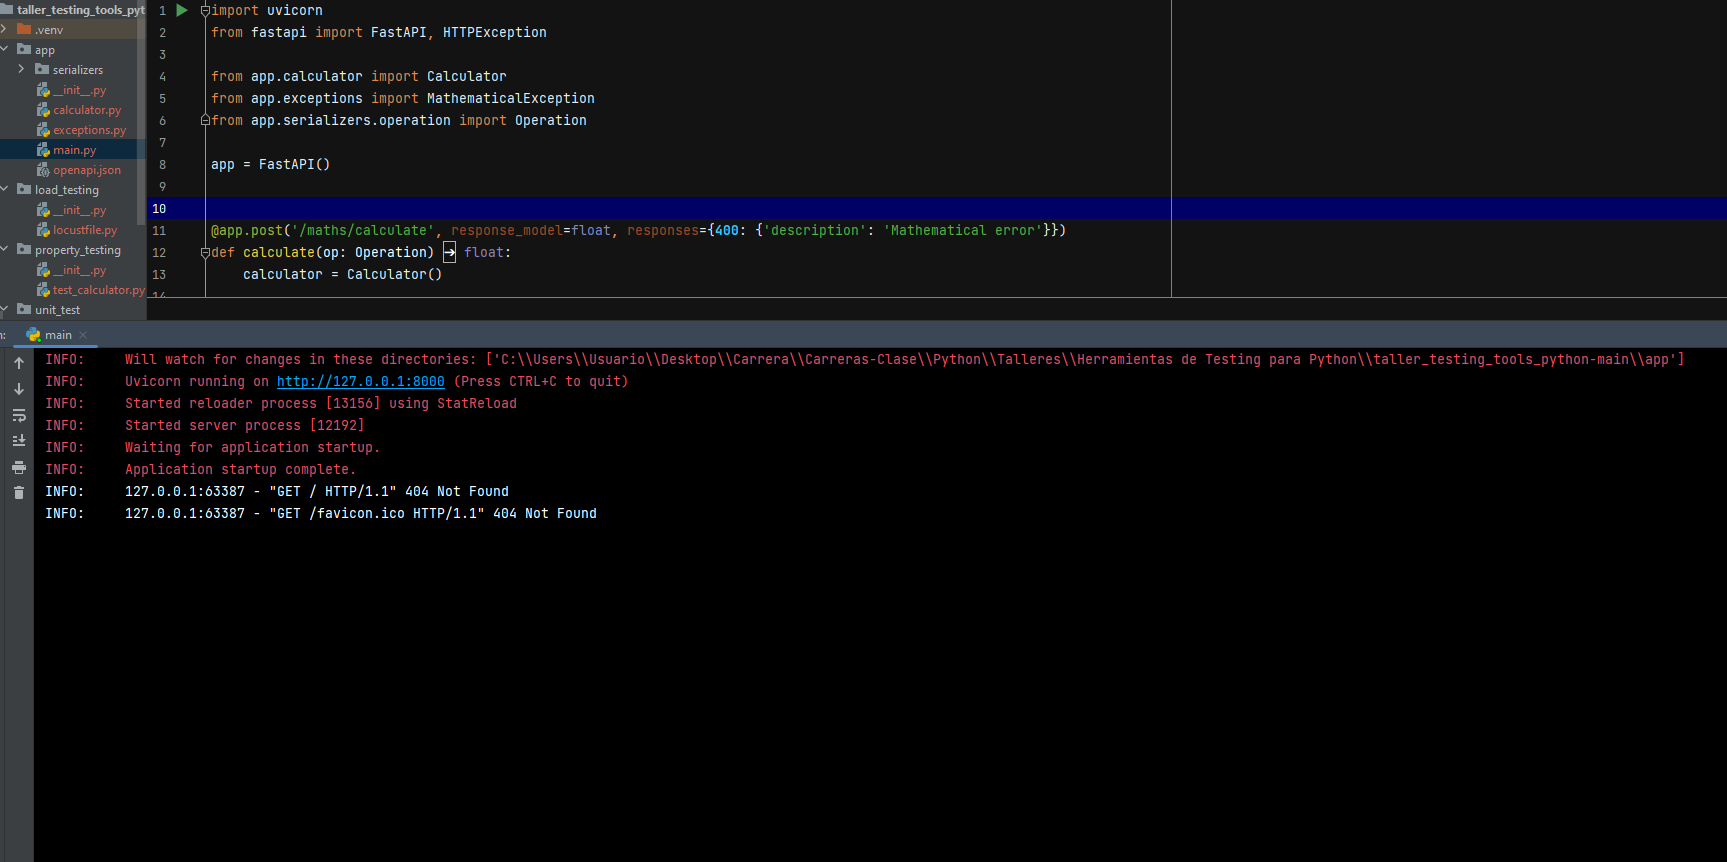 taller_testing_tools_pyt
.venv
app
serializers
__init__.py
calculator.py
exceptions.py
main.py
openapi.json
load_testing
__init__.py
locustfile.py
property_testing
__init__.py
test_calculator.py
unit_test
1 import uvicorn
2 from fastapi import FastAPI, HTTPException
3
4 from app.calculator import Calculator
5 from app.exceptions import MathematicalException
6 from app.serializers.operation import Operation
7
8 app = FastAPI()
9
10
11 @app.post('/maths/calculate', response_model=float, responses={400: {'description': 'Mathematical error'}})
12 def calculate(op: Operation) → float:
13 calculator = Calculator()
14
main
INFO: Will watch for changes in these directories: ['C:\\Users\\Usuario\\Desktop\\Carrera\\Carreras-Clase\\Python\\Talleres\\Herramientas de Testing para Python\\taller_testing_tools_python-main\\app']
INFO: Uvicorn running on http://127.0.0.1:8000 (Press CTRL+C to quit)
INFO: Started reloader process [13156] using StatReload
INFO: Started server process [12192]
INFO: Waiting for application startup.
INFO: Application startup complete.
INFO: 127.0.0.1:63387 - "GET / HTTP/1.1" 404 Not Found
INFO: 127.0.0.1:63387 - "GET /favicon.ico HTTP/1.1" 404 Not Found